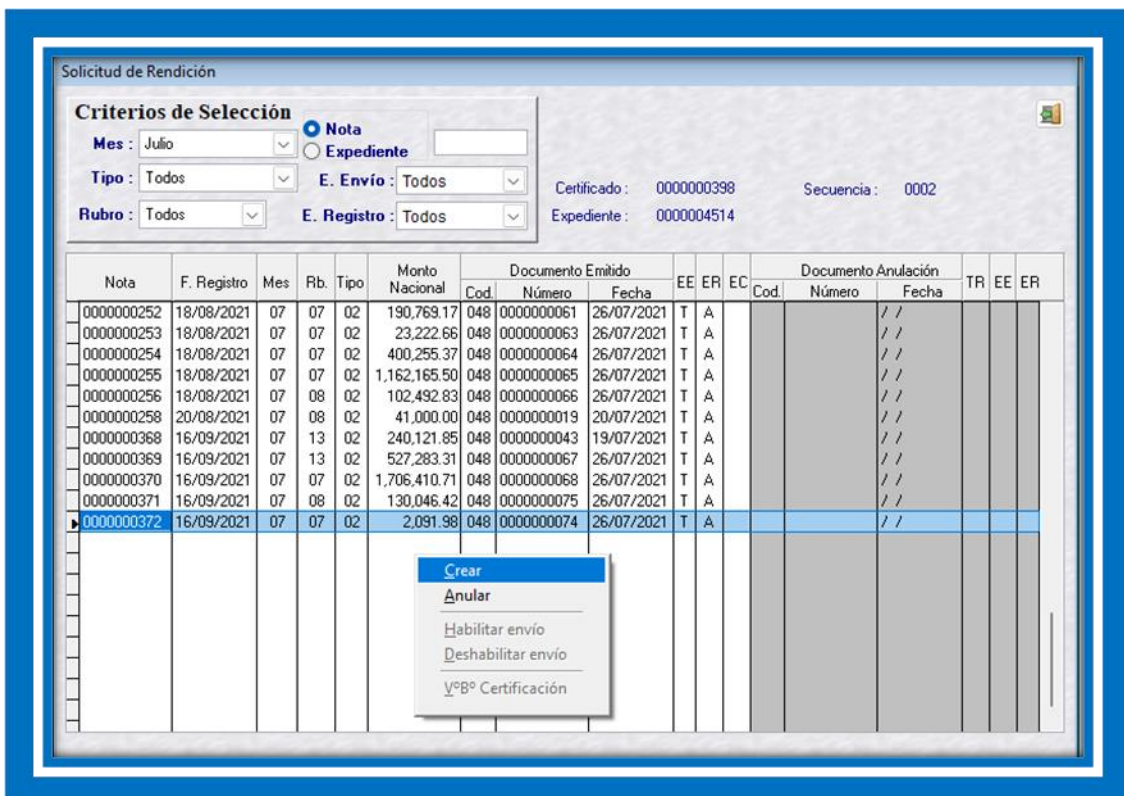 Solicitud de Rendición
Criterios de Selección
Mes : Julio
Nota
Expediente
Tipo : Todos
E. Envío : Todos
Certificado : 0000000398 Secuencia : 0002
Rubro : Todos
E. Registro : Todos
Expediente : 0000004514
Nota F. Registro Mes Rb. Tipo Monto Nacional Documento Emitido EE ER EC Documento Anulación TR EE ER
Cod. Número Fecha Cod. Número Fecha
0000000252 18/08/2021 07 07 02 190,769.17 048 0000000061 26/07/2021 T A / /
0000000253 18/08/2021 07 07 02 23,222.66 048 0000000063 26/07/2021 T A / /
0000000254 18/08/2021 07 07 02 400,255.37 048 0000000064 26/07/2021 T A / /
0000000255 18/08/2021 07 07 02 1,162,165.50 048 0000000065 26/07/2021 T A / /
0000000256 18/08/2021 07 08 02 102,492.83 048 0000000066 26/07/2021 T A / /
0000000258 20/08/2021 07 08 02 41,000.00 048 0000000019 20/07/2021 T A / /
0000000368 16/09/2021 07 13 02 240,121.85 048 0000000043 19/07/2021 T A / /
0000000369 16/09/2021 07 13 02 527,283.31 048 0000000067 26/07/2021 T A / /
0000000370 16/09/2021 07 07 02 1,706,410.71 048 0000000068 26/07/2021 T A / /
0000000371 16/09/2021 07 08 02 130,046.42 048 0000000075 26/07/2021 T A / /
0000000372 16/09/2021 07 07 02 2,091.98 048 0000000074 26/07/2021 T A / /
Crear
Anular
Habilitar envío
Deshabilitar envío
VºBº Certificación